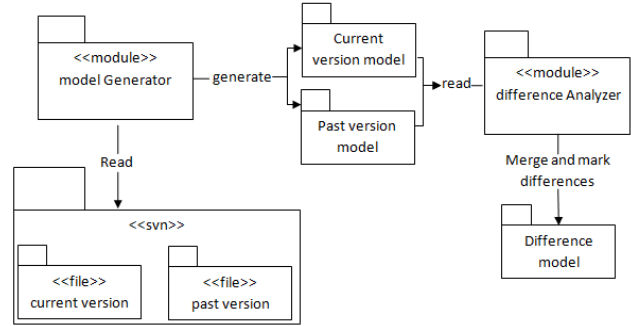 <<module>>
model Generator
generate
Current
version model
Past version
model
read
<<module>>
difference Analyzer
Read
Merge and mark
differences
<<svn>>
<<file>>
current version
<<file>>
past version
Difference
model